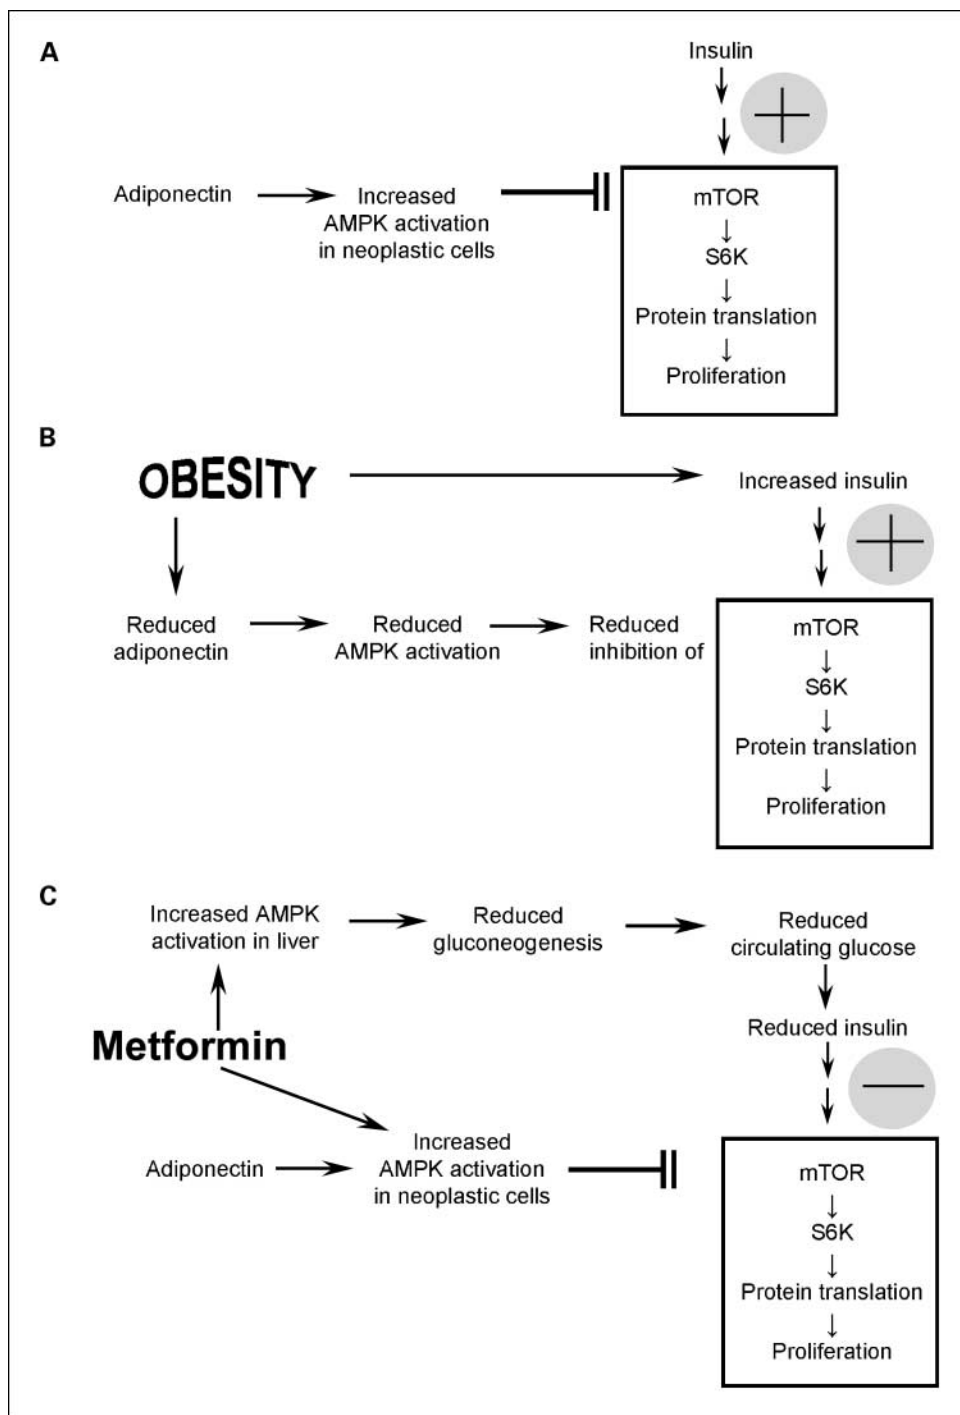 A
Insulin
Adiponectin
Increased
AMPK activation
in neoplastic cells
mTOR
S6K
Protein translation
Proliferation
B
OBESITY
Increased insulin
Reduced
adiponectin
Reduced
AMPK activation
Reduced
inhibition of
mTOR
S6K
Protein translation
Proliferation
C
Increased AMPK
activation in liver
Reduced
gluconeogenesis
Reduced
circulating glucose
Reduced insulin
Metformin
Adiponectin
Increased
AMPK activation
in neoplastic cells
mTOR
S6K
Protein translation
Proliferation